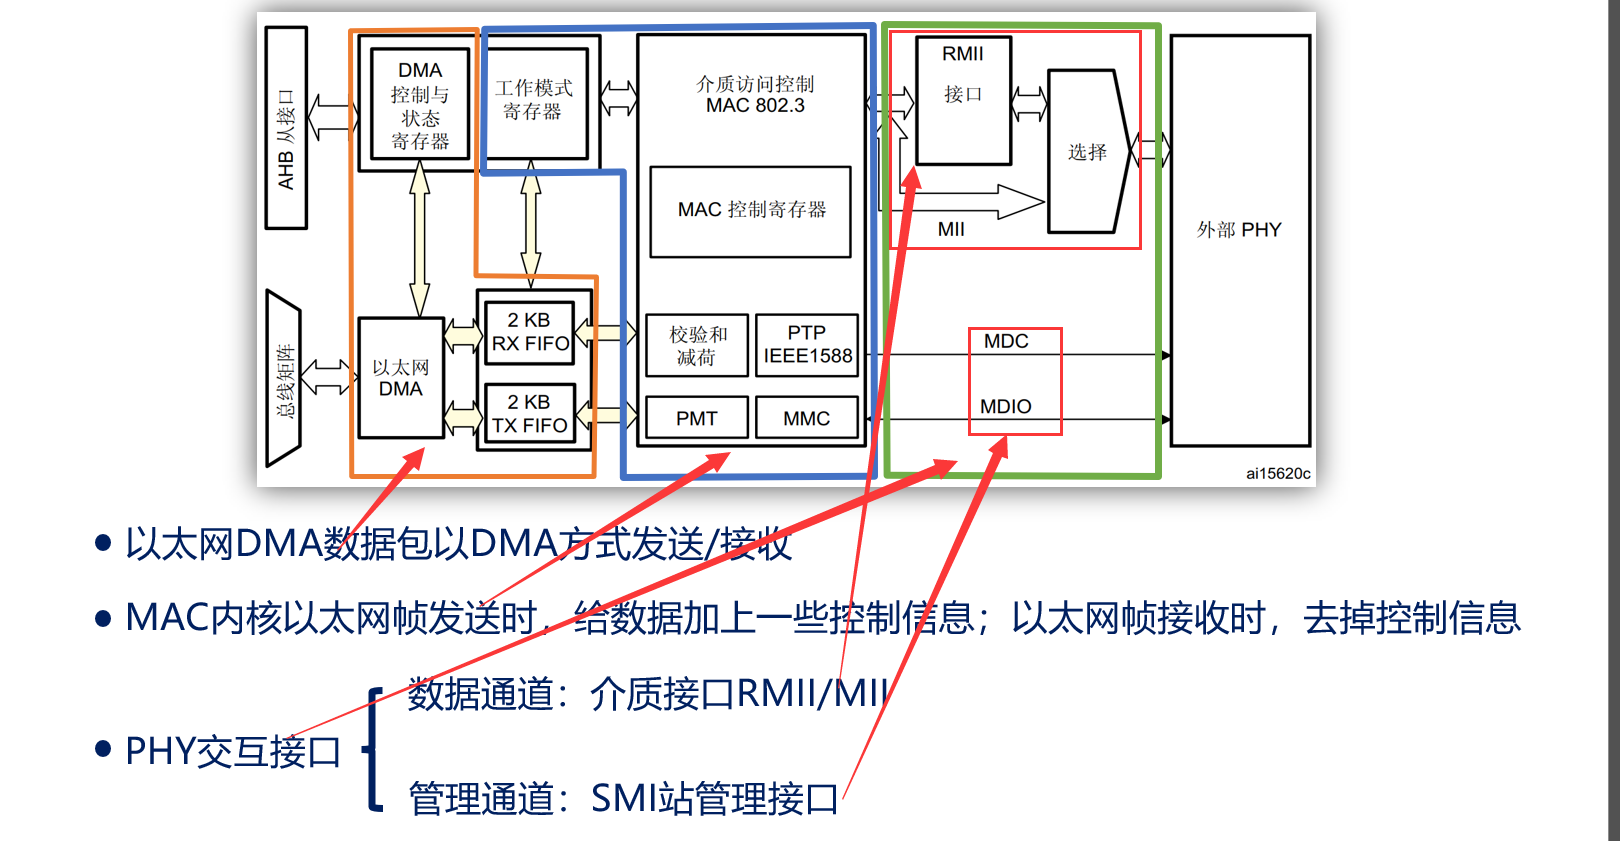 AHB 从接口
DMA
控制与
状态
寄存器
工作模式
寄存器
介质访问控制
MAC 802.3
MAC 控制寄存器
RMII
接口
选择
MII
外部 PHY
总线矩阵
以太网
DMA
2 KB
RX FIFO
2 KB
TX FIFO
校验和
减荷
PTP
IEEE1588
PMT
MMC
MDC
MDIO
ai15620c
以太网DMA数据包以DMA方式发送/接收
MAC内核以太网帧发送时，给数据加上一些控制信息；以太网帧接收时，去掉控制信息
PHY交互接口
数据通道：介质接口RMII/MII
管理通道：SMI站管理接口